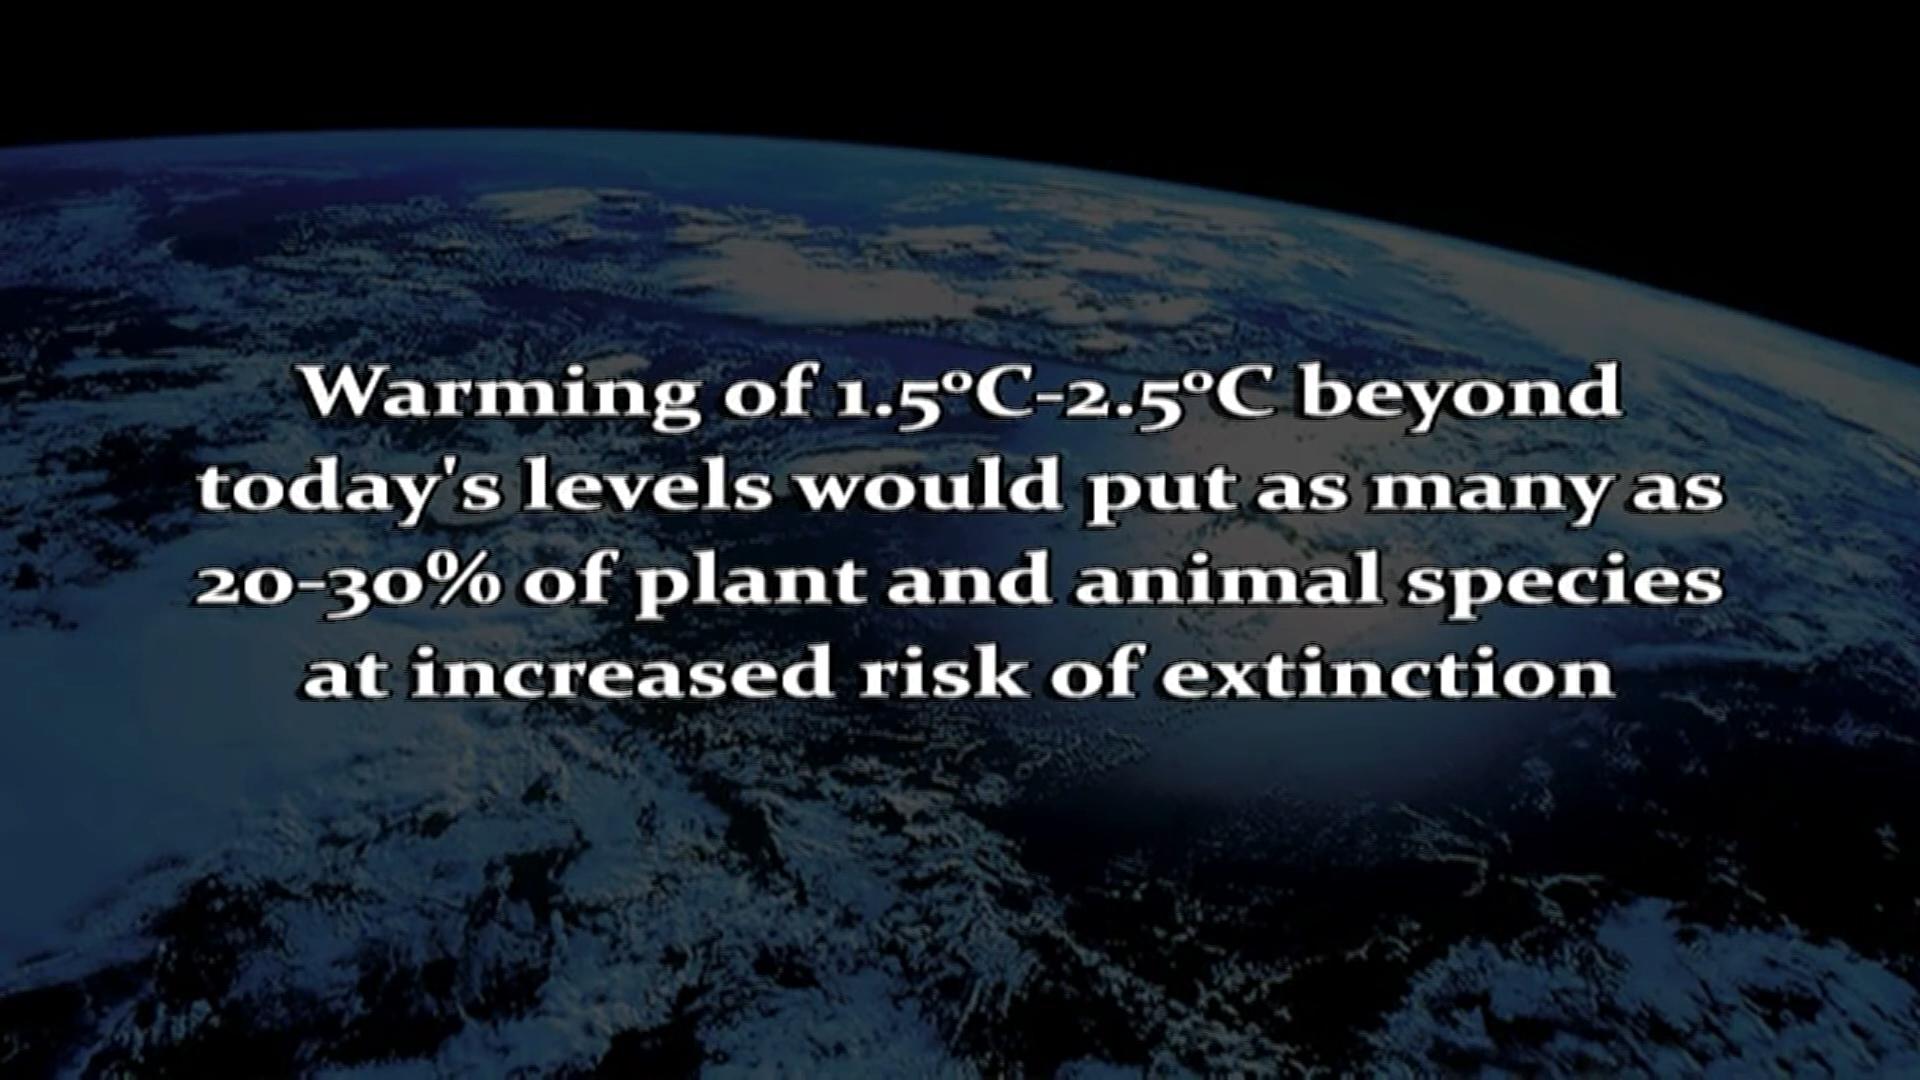 Warming of 1.5°C-2.5°C beyond
today's levels would put as many as
20-30% of plant and animal species
at increased risk of extinction